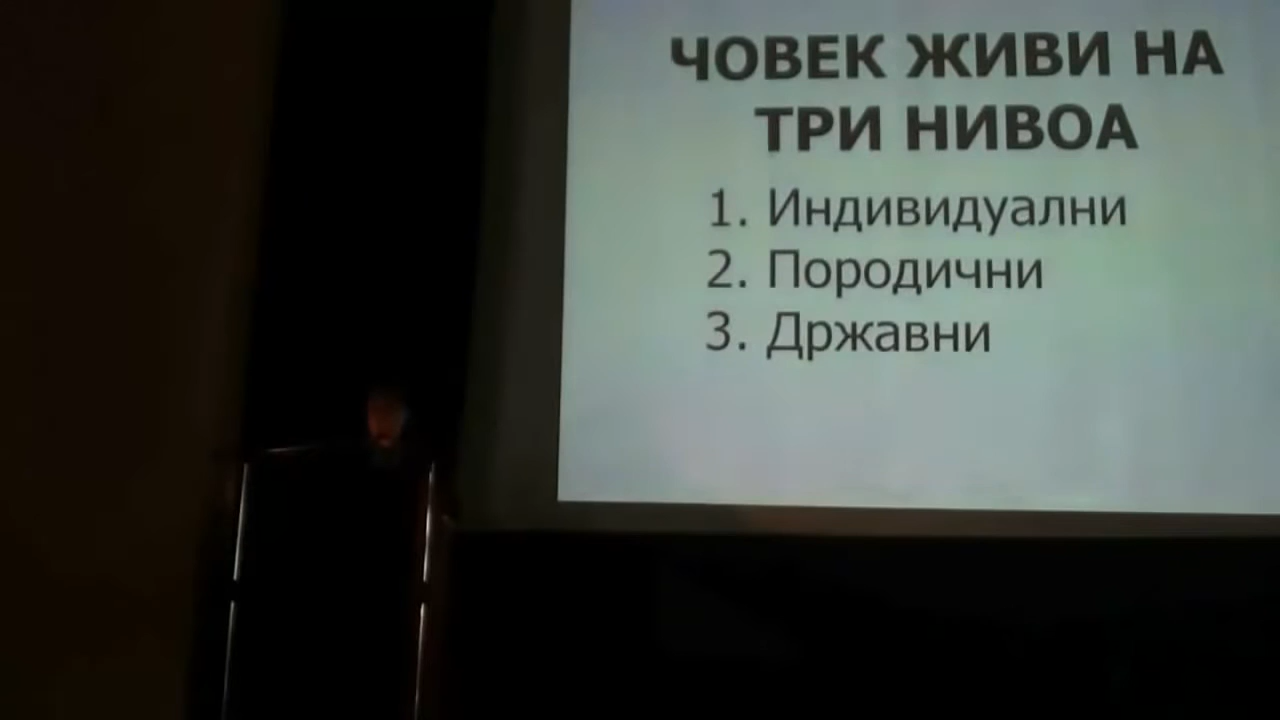 ЧОВЕК ЖИВИ НА
ТРИ НИВОА
1. Индивидуални
2. Породични
3. Државни